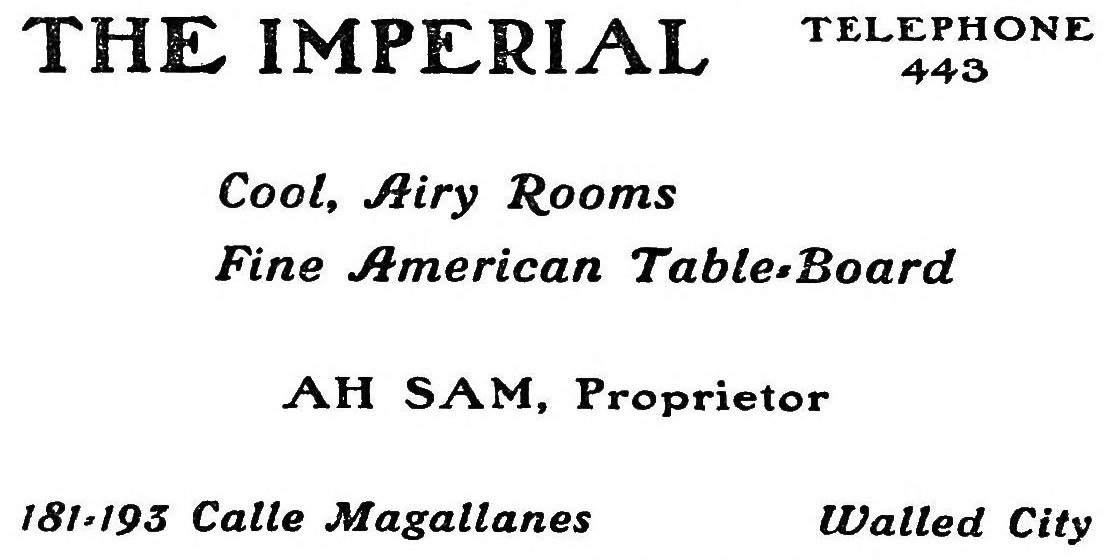 THE IMPERIAL
TELEPHONE
443
Cool, Airy Rooms
Fine American Table-Board
AH SAM, Proprietor
181-193 Calle Magallanes
Walled City